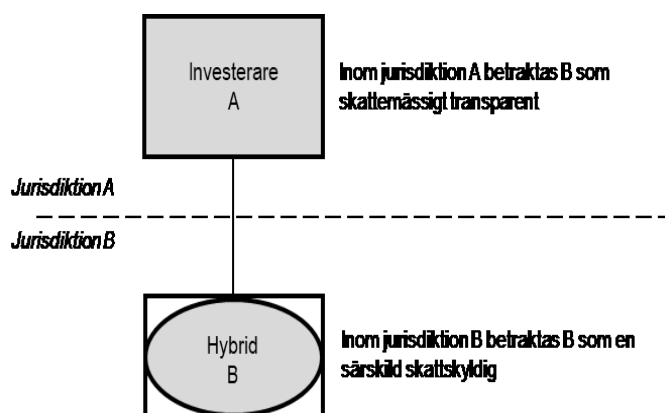 Investerare
A
Inom jurisdiktion A betraktas B som
skattemässigt transparent
Jurisdiktion A
Jurisdiktion B
Hybrid
B
Inom jurisdiktion B betraktas B som en
särskild skattskyldig